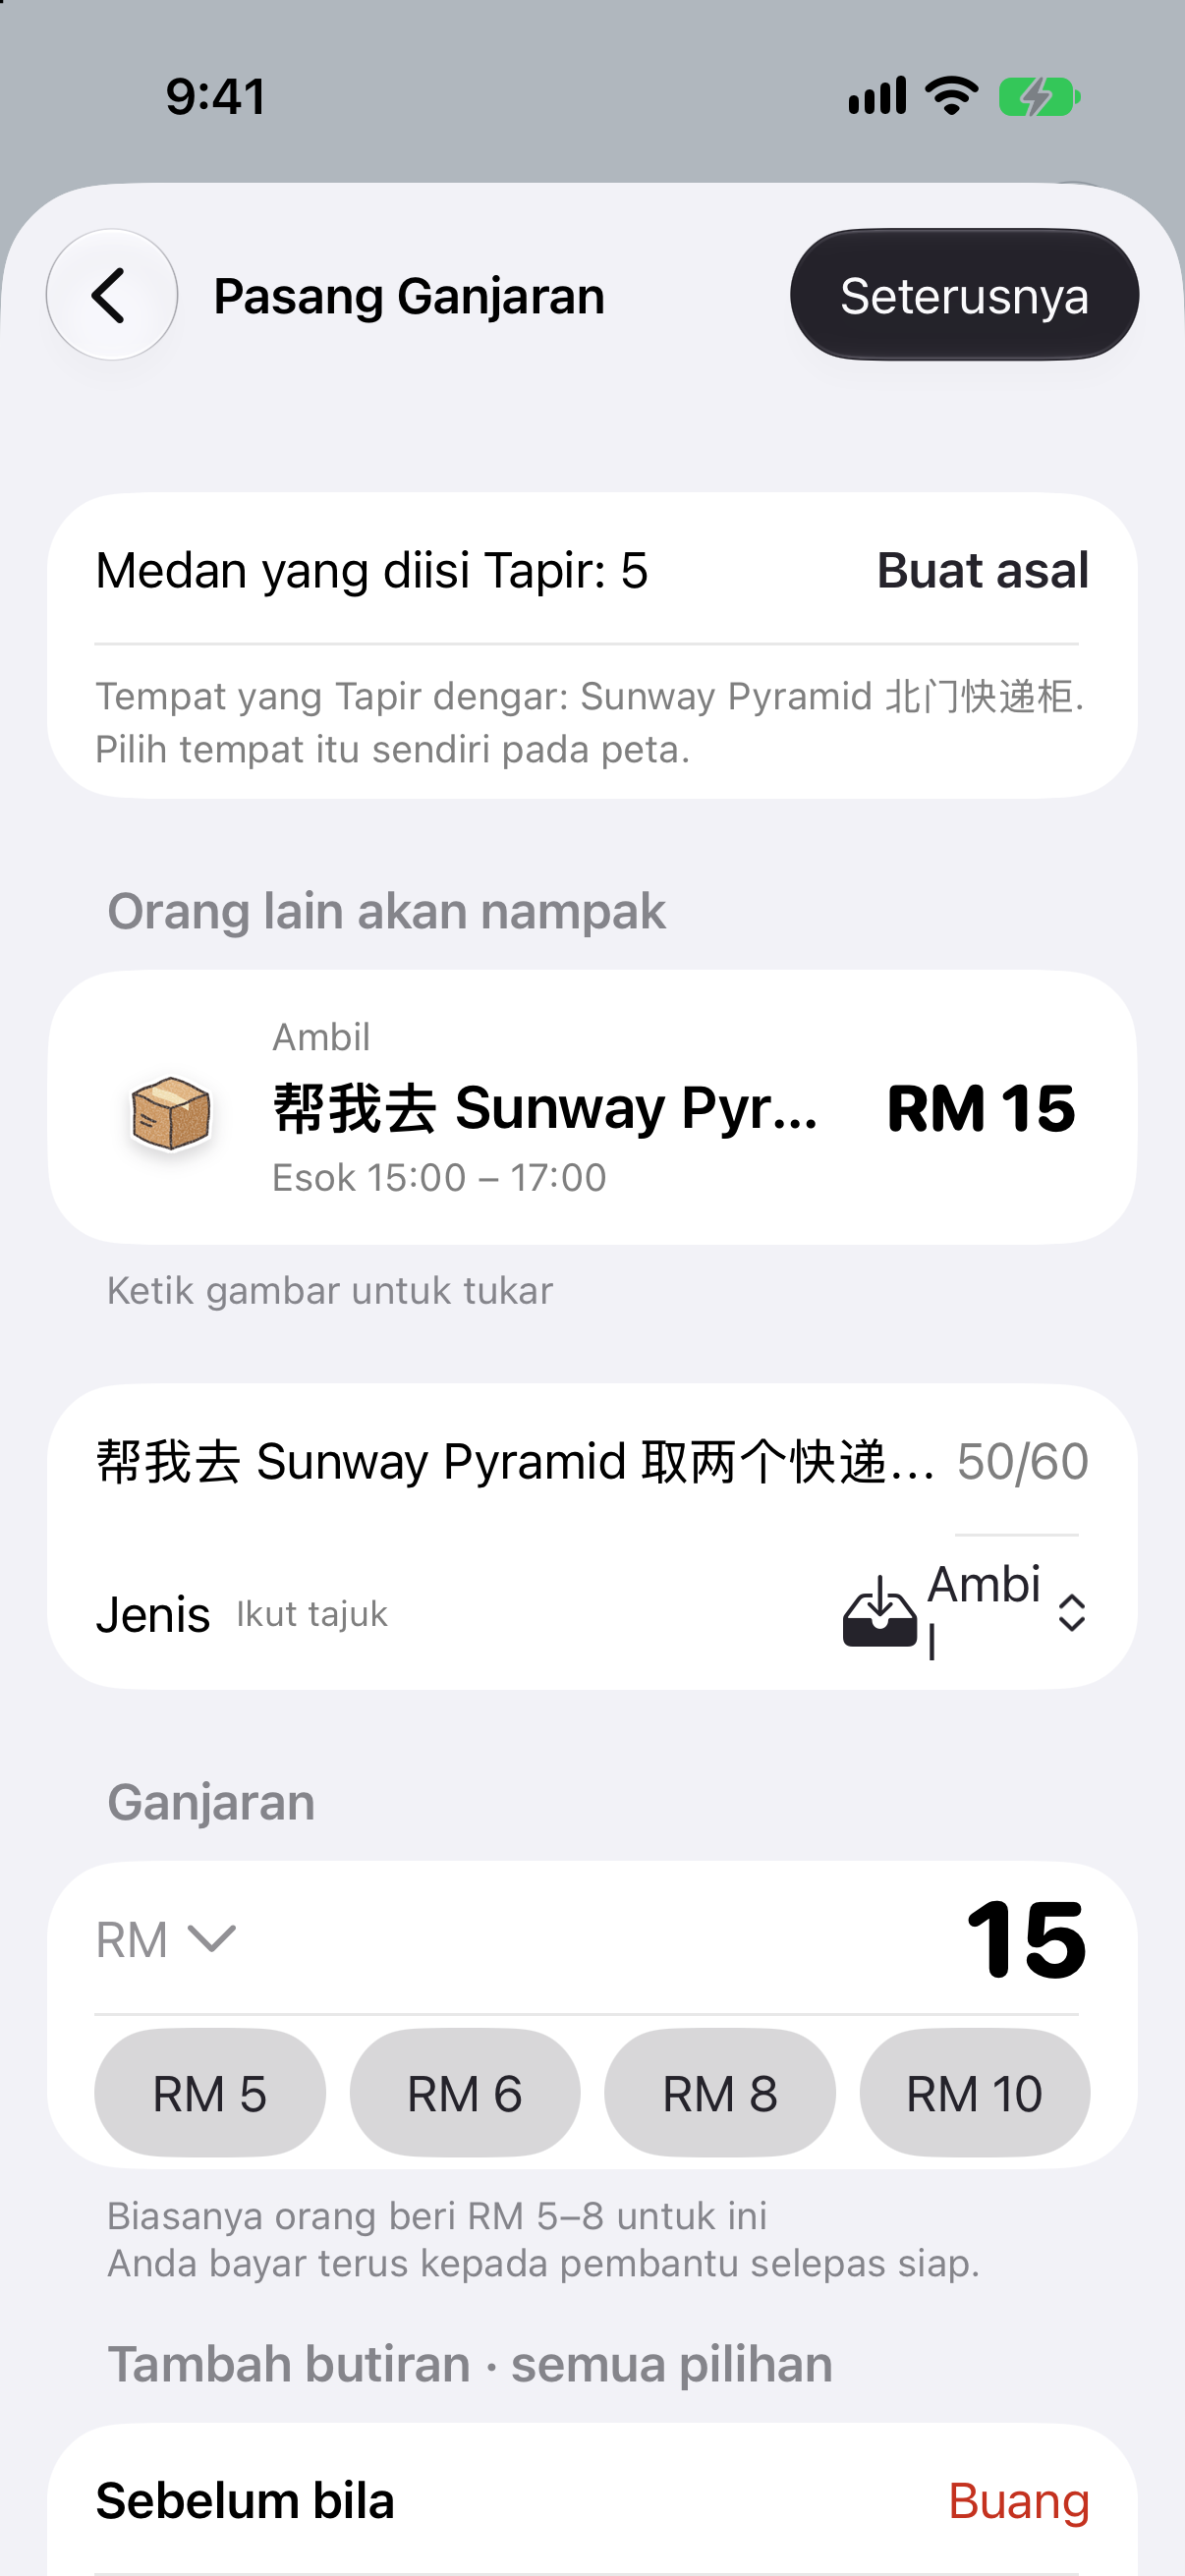 9:41
Pasang Ganjaran
Seterusnya
Medan yang diisi Tapir: 5
Buat asal
Tempat yang Tapir dengar: Sunway Pyramid 北门快递柜.
Pilih tempat itu sendiri pada peta.
Orang lain akan nampak
Ambil
帮我去 Sunway Pyr...
RM 15
Esok 15:00 – 17:00
Ketik gambar untuk tukar
帮我去 Sunway Pyramid 取两个快递...
50/60
Jenis
Ikut tajuk
Ambi
l
Ganjaran
RM
15
RM 5
RM 6
RM 8
RM 10
Biasanya orang beri RM 5–8 untuk ini
Anda bayar terus kepada pembantu selepas siap.
Tambah butiran · semua pilihan
Sebelum bila
Buang